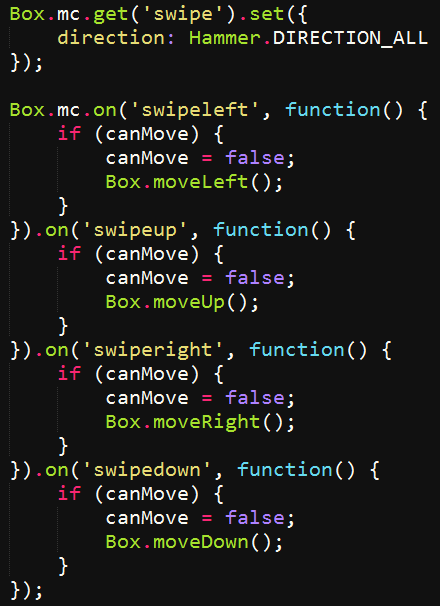 Box.mc.get('swipe').set({
    direction: Hammer.DIRECTION_ALL
});

Box.mc.on('swipeleft', function() {
    if (canMove) {
        canMove = false;
        Box.moveLeft();
    }
}).on('swipeup', function() {
    if (canMove) {
        canMove = false;
        Box.moveUp();
    }
}).on('swiperight', function() {
    if (canMove) {
        canMove = false;
        Box.moveRight();
    }
}).on('swipedown', function() {
    if (canMove) {
        canMove = false;
        Box.moveDown();
    }
});